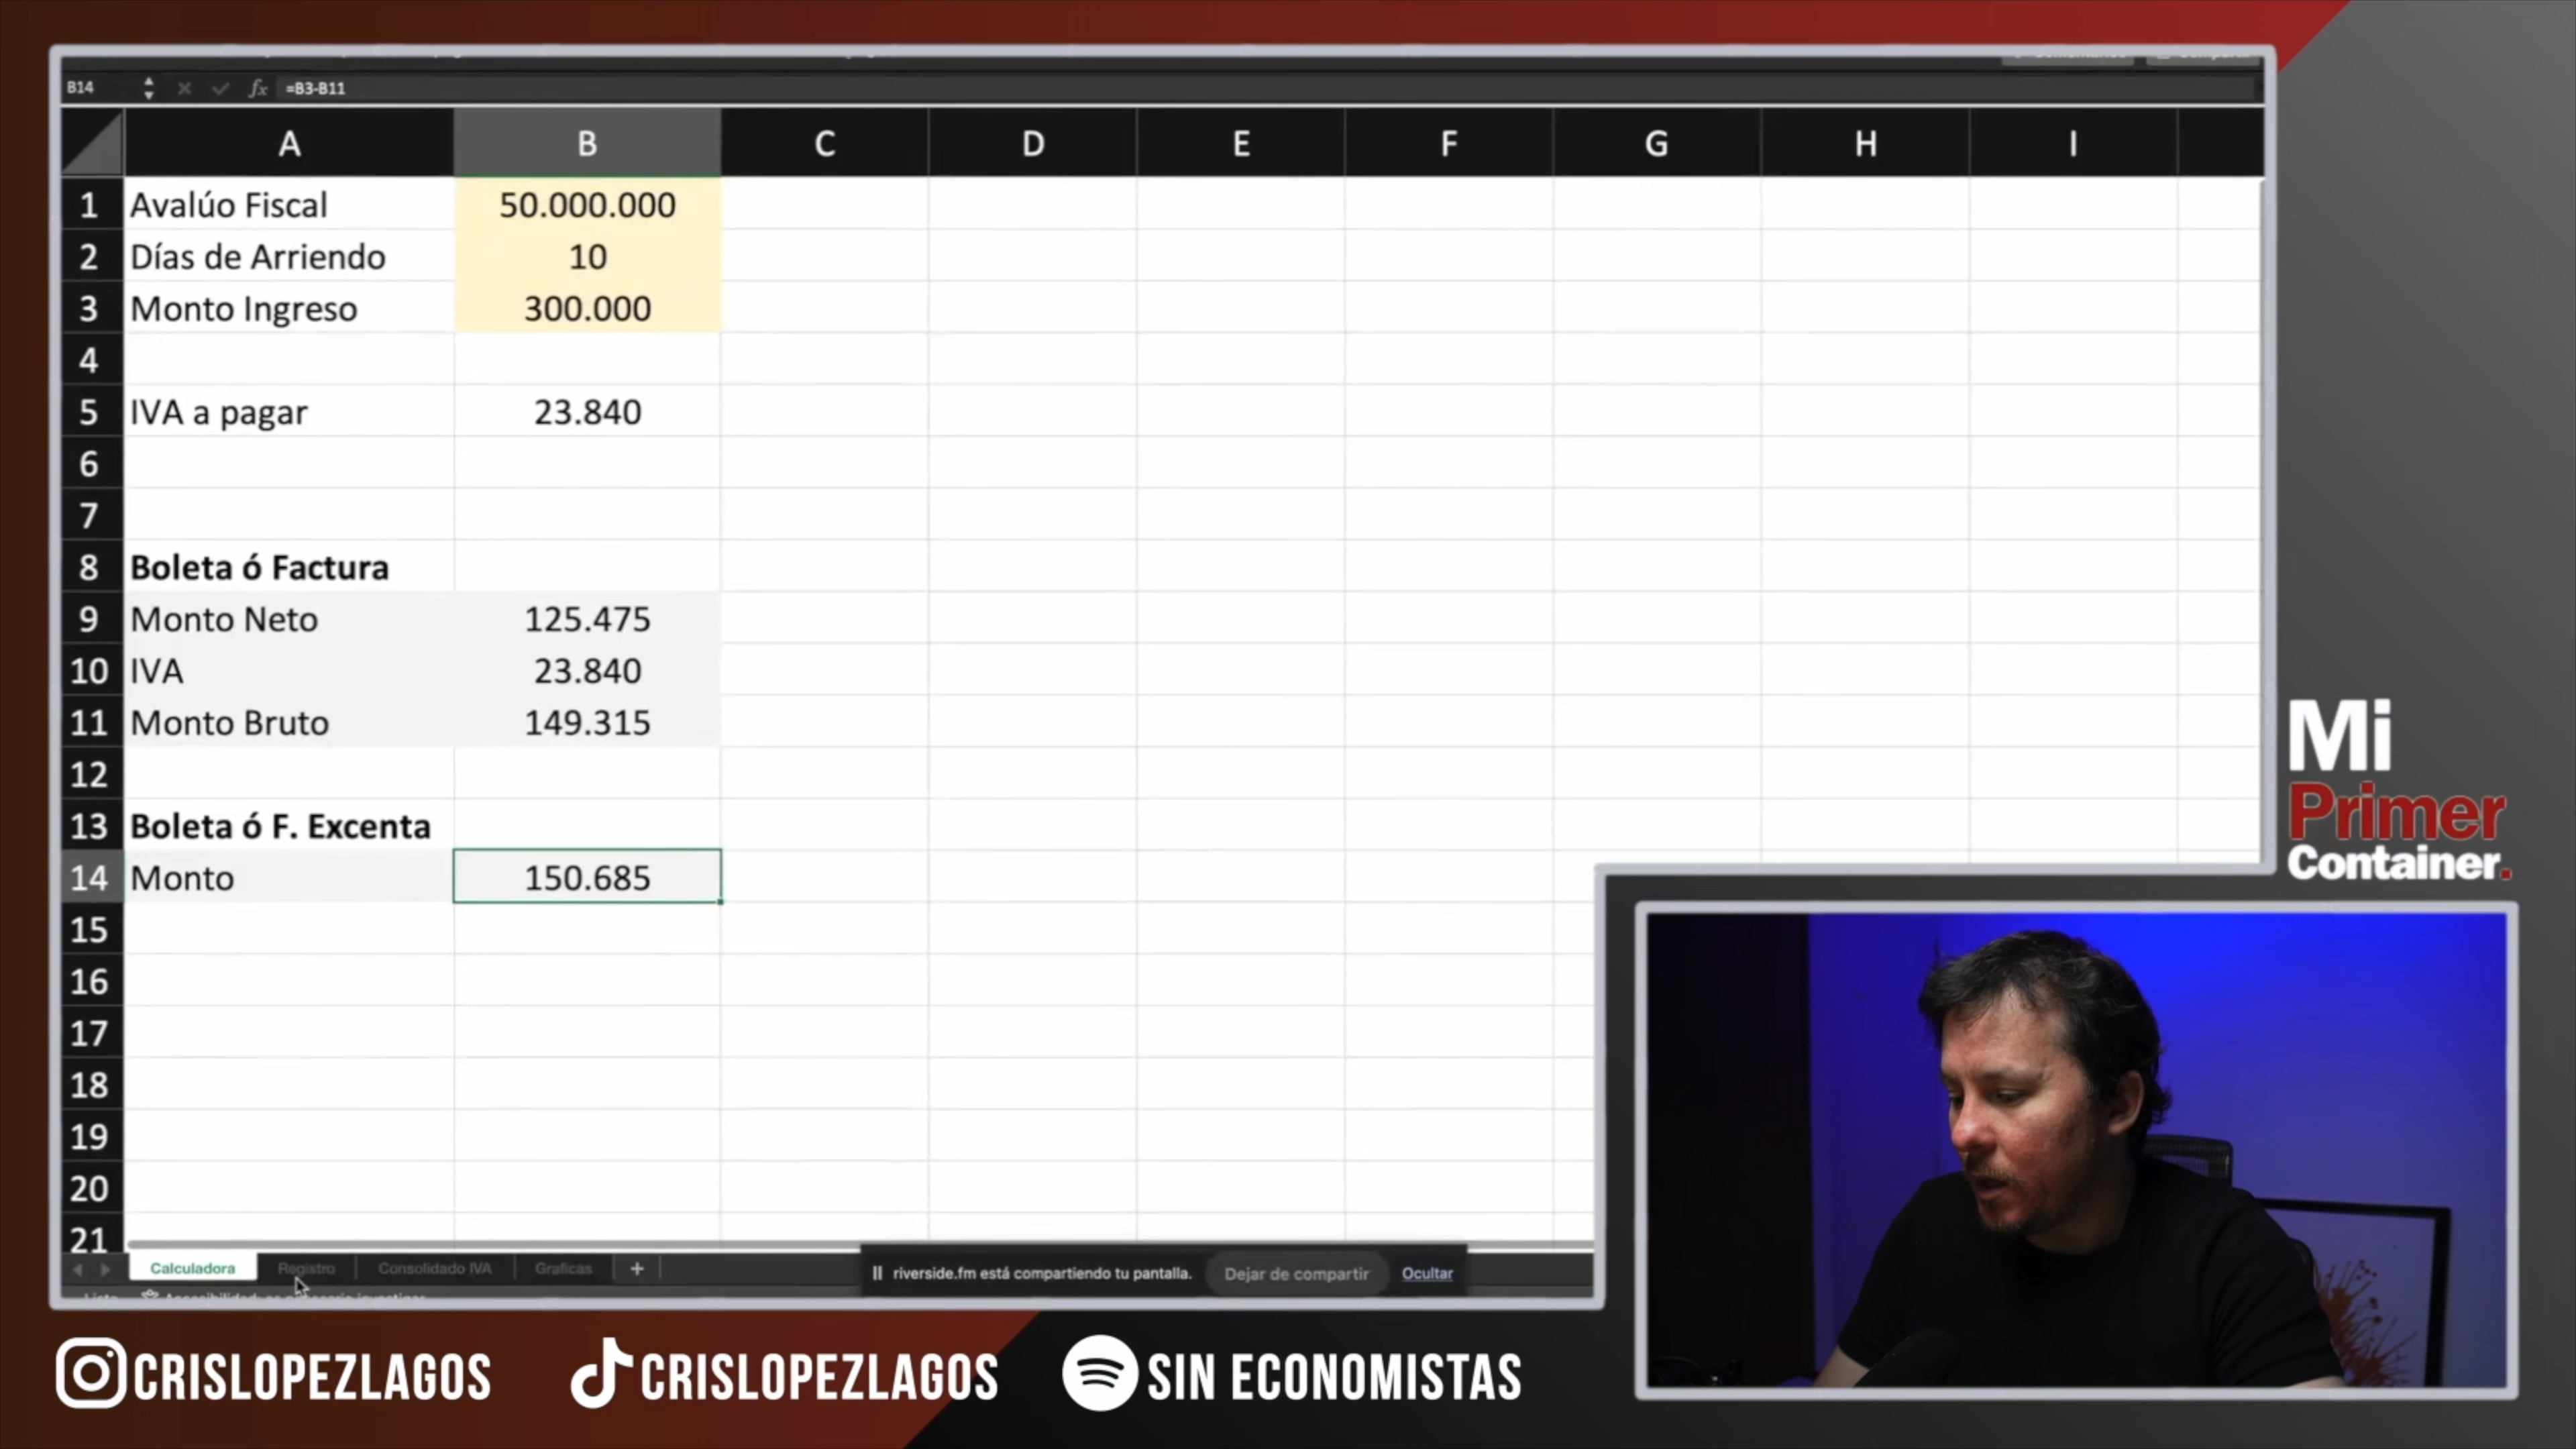 B14 fx =B3-B11
A B C D E F G H I
1 Avalúo Fiscal 50.000.000
2 Días de Arriendo 10
3 Monto Ingreso 300.000
4
5 IVA a pagar 23.840
6
7
8 Boleta ó Factura
9 Monto Neto 125.475
10 IVA 23.840
11 Monto Bruto 149.315
12
13 Boleta ó F. Excenta
14 Monto 150.685
15
16
17
18
19
20
21
Calculadora Registro Consolidado IVA Graficas +
riverside.fm está compartiendo tu pantalla. Dejar de compartir Ocultar
Mi
Primer
Container.
CRISLOPEZLAGOS CRISLOPEZLAGOS SIN ECONOMISTAS